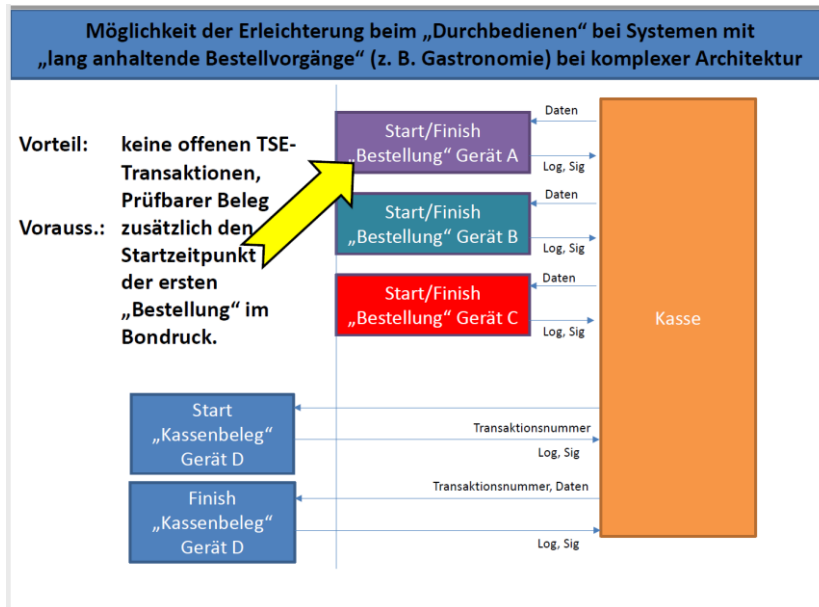 Möglichkeit der Erleichterung beim „Durchbedienen“ bei Systemen mit
„lang anhaltende Bestellvorgänge“ (z. B. Gastronomie) bei komplexer Architektur
Vorteil: keine offenen TSE-
Transaktionen,
Prüfbarer Beleg
Vorauss.: zusätzlich den
Startzeitpunkt
der ersten
„Bestellung“ im
Bondruck.
Start/Finish
„Bestellung“ Gerät A
Daten
Log, Sig
Start/Finish
„Bestellung“ Gerät B
Daten
Log, Sig
Start/Finish
„Bestellung“ Gerät C
Daten
Log, Sig
Kasse
Start
„Kassenbeleg“
Gerät D
Transaktionsnummer
Log, Sig
Finish
„Kassenbeleg“
Gerät D
Transaktionsnummer, Daten
Log, Sig